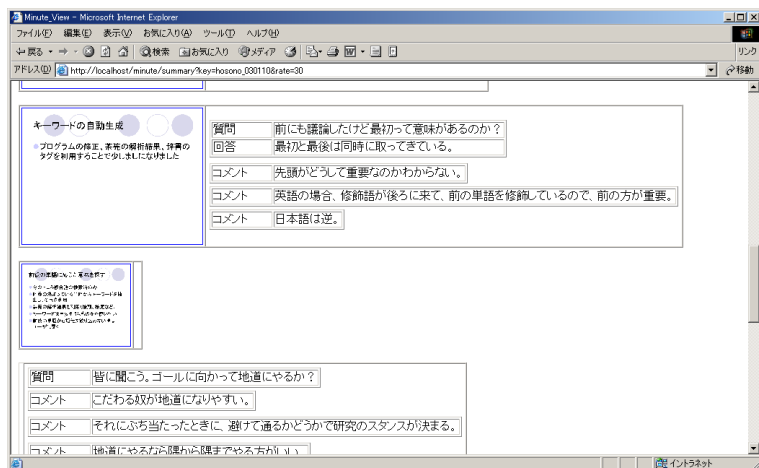 Minute_View - Microsoft Internet Explorer
ファイル(F) 編集(E) 表示(V) お気に入り(A) ツール(T) ヘルプ(H)
戻る 検索 お気に入り メディア リンク
アドレス(D) http://localhost/minute/summary?key=hosono_030110&rate=30 移動
キーワードの自動生成
プログラムの修正、茶筅の解析結果、辞書の
タグを利用することで少しましになりました
質問 前にも議論したけど最初って意味があるのか?
回答 最初と最後は同時に取ってきている。
コメント 先頭がどうして重要なのかわからない。
コメント 英語の場合、修飾語が後ろに来て、前の単語を修飾しているので、前の方が重要。
コメント 日本語は逆。
質問 皆に聞こう。ゴールに向かって地道にやるか?
コメント こだわる奴が地道になりやすい。
コメント それにぶち当たったときに、避けて通るかどうかで研究のスタンスが決まる。
コメント 地道にやるなら隅から隅までやる方がいい。
イントラネット